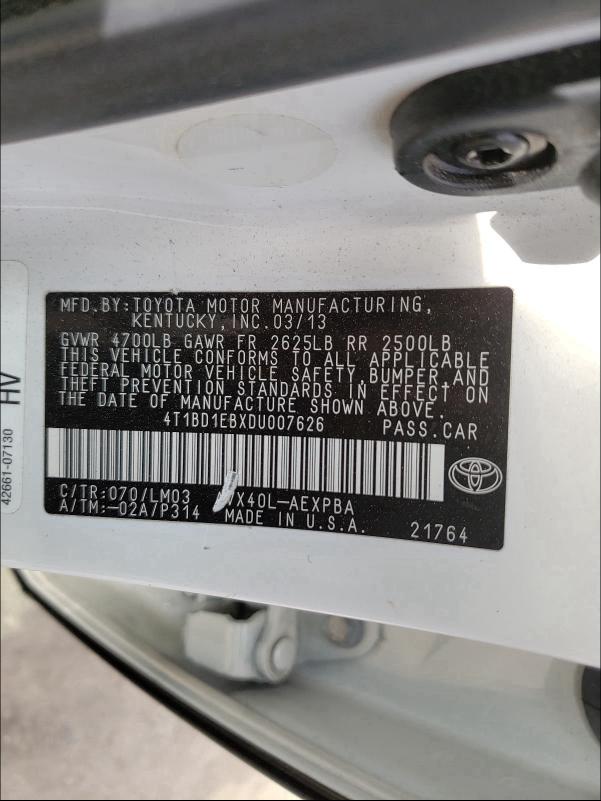 MFD.BY:TOYOTA MOTOR MANUFACTURING,
KENTUCKY,INC.03/13
GVWR 4700LB GAWR FR 2625LB RR 2500LB
THIS VEHICLE CONFORMS TO ALL APPLICABLE
FEDERAL MOTOR VEHICLE SAFETY,BUMPER,AND
THEFT PREVENTION STANDARDS IN EFFECT ON
THE DATE OF MANUFACTURE SHOWN ABOVE.
4T1BD1EBXDU007626 PASS.CAR
C/TR:070/LM03
A/TM:-02A/P314
MADE IN U.S.A.
21764
42661-07130 HV